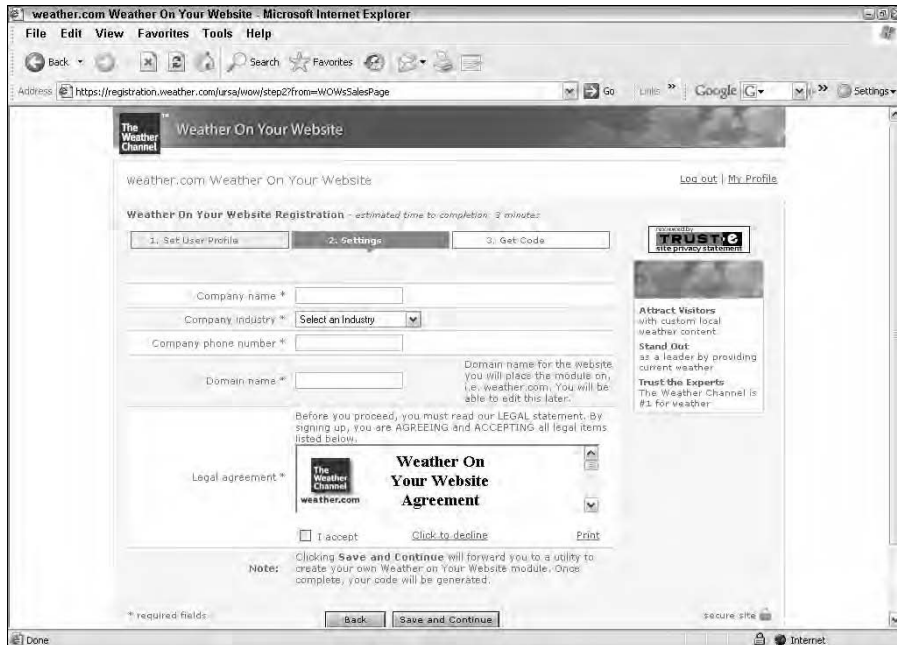 weather.com Weather On Your Website - Microsoft Internet Explorer
File Edit View Favorites Tools Help
Back Search Favorites
Address https://registration.weather.com/ursa/wow/step2?from=WOWsSalesPage Go Links » Google G » Settings
The Weather Channel
Weather On Your Website
weather.com Weather On Your Website
Log out | My Profile
Weather On Your Website Registration - estimated time to completion: 3 minutes
1. Set User Profile 2. Settings 3. Get Code
reviewed by
TRUST e
site privacy statement
Company name *
Company industry * Select an Industry
Company phone number *
Domain name *
Domain name for the website
you will place the module on,
i.e. weather.com. You will be
able to edit this later.
Attract Visitors
with custom local
weather content
Stand Out
as a leader by providing
current weather
Trust the Experts
The Weather Channel is
#1 for weather
Before you proceed, you must read our LEGAL statement. By
signing up, you are AGREEING and ACCEPTING all legal items
listed below.
Legal agreement *
The
Weather
Channel
weather.com
Weather On
Your Website
Agreement
I accept Click to decline Print
Note:
Clicking Save and Continue will forward you to a utility to
create your own Weather on Your Website module. Once
complete, your code will be generated.
* required fields Back Save and Continue secure site
Done Internet